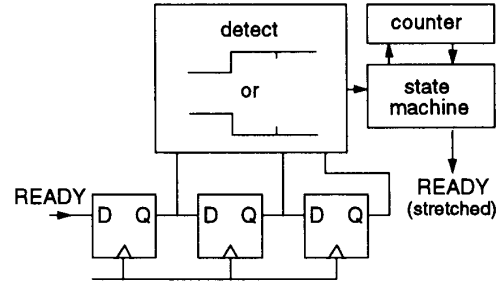 detect
or
counter
state
machine
READY
(stretched)
READY
D Q
D Q
D Q